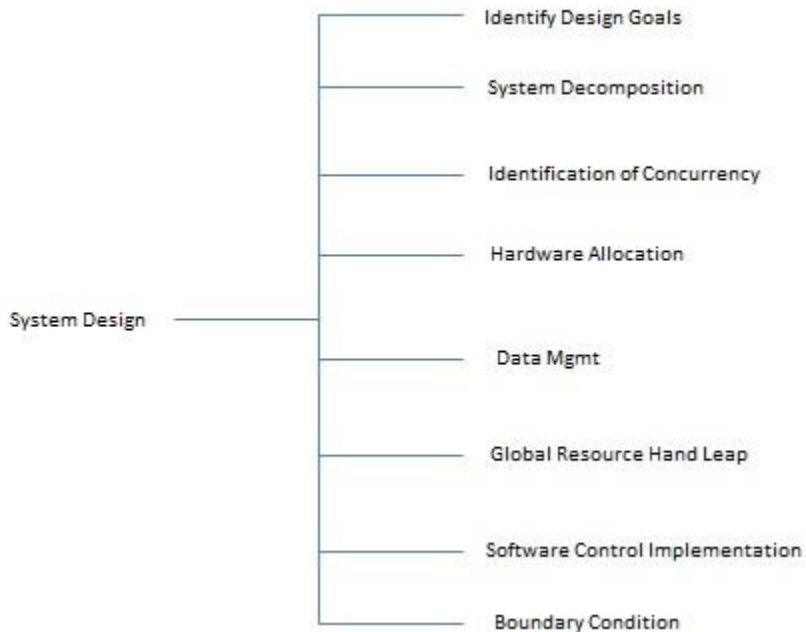 Identify Design Goals
System Decomposition
Identification of Concurrency
Hardware Allocation
System Design
Data Mgmt
Global Resource Hand Leap
Software Control Implementation
Boundary Condition